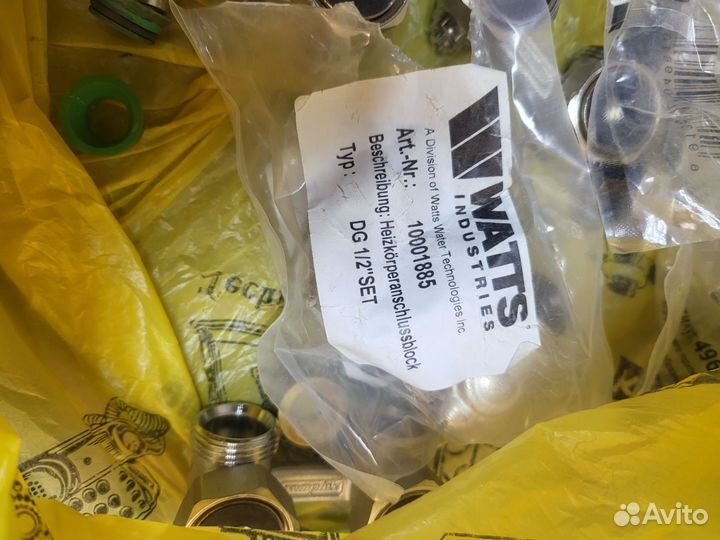 WATTS
INDUSTRIES
A Division of Watts Water Technologies Inc.
Art.-Nr.: 10001885
Beschreibung: Heizkörperanschlussblock
Typ: DG 1/2"SET
Avito